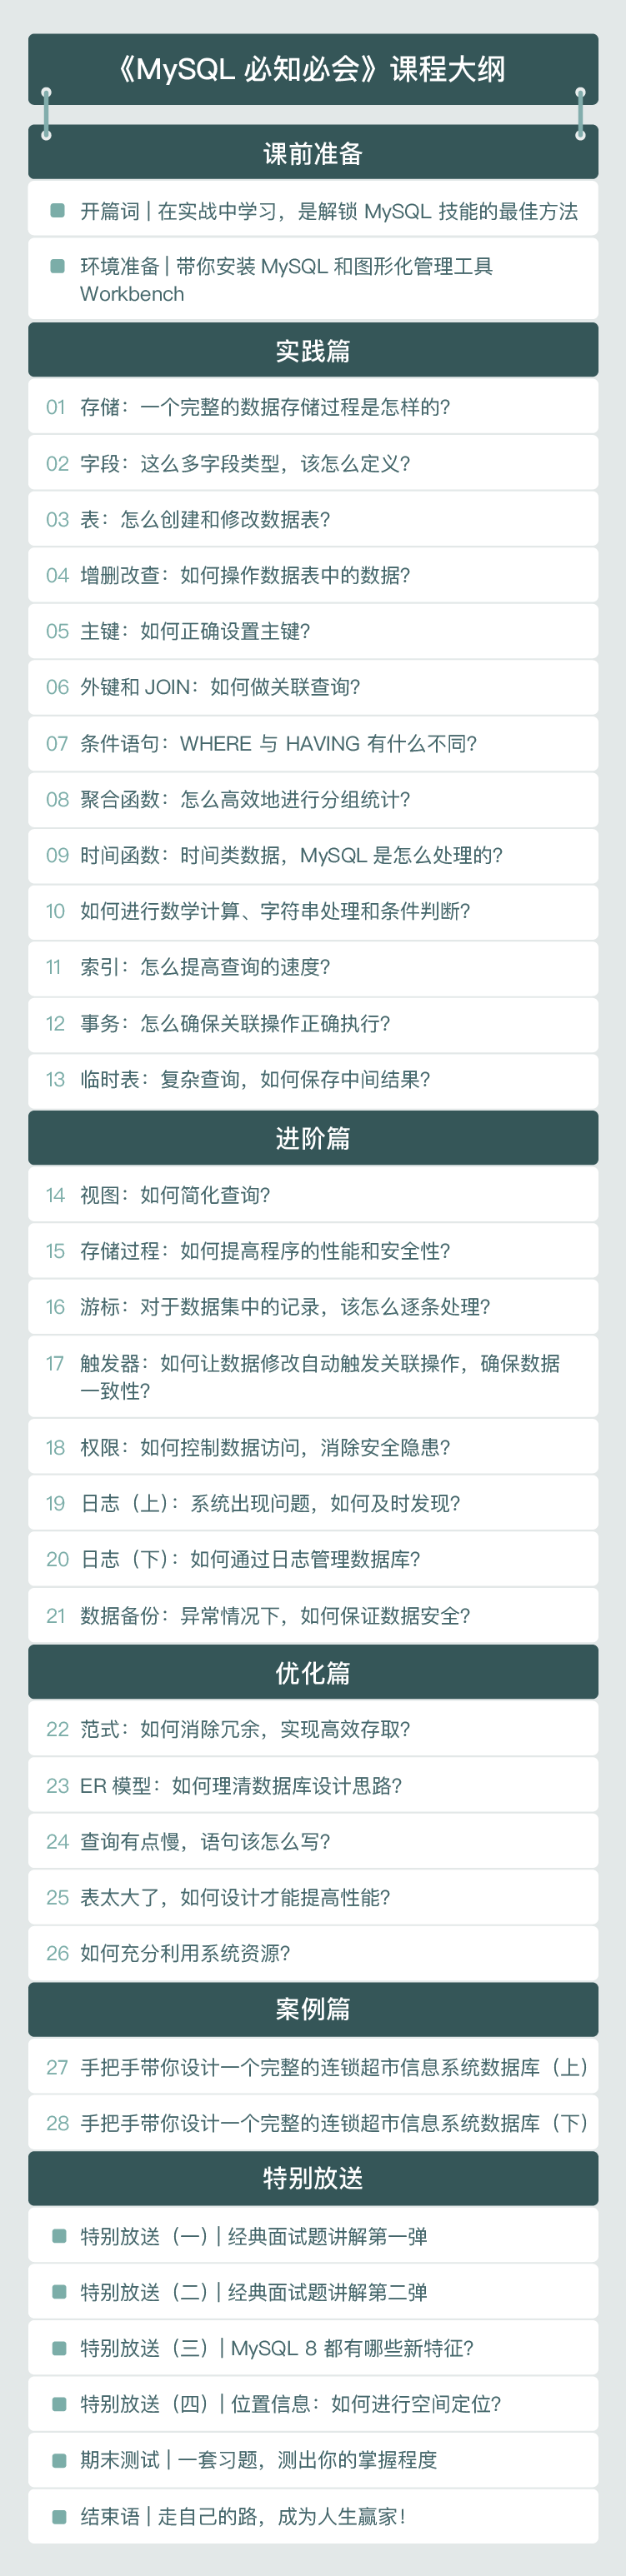 《MySQL 必知必会》课程大纲
课前准备
开篇词 | 在实战中学习，是解锁 MySQL 技能的最佳方法
环境准备 | 带你安装 MySQL 和图形化管理工具
Workbench
实践篇
01 存储：一个完整的数据存储过程是怎样的？
02 字段：这么多字段类型，该怎么定义？
03 表：怎么创建和修改数据表？
04 增删改查：如何操作数据表中的数据？
05 主键：如何正确设置主键？
06 外键和 JOIN：如何做关联查询？
07 条件语句：WHERE 与 HAVING 有什么不同？
08 聚合函数：怎么高效地进行分组统计？
09 时间函数：时间类数据，MySQL 是怎么处理的？
10 如何进行数学计算、字符串处理和条件判断？
11 索引：怎么提高查询的速度？
12 事务：怎么确保关联操作正确执行？
13 临时表：复杂查询，如何保存中间结果？
进阶篇
14 视图：如何简化查询？
15 存储过程：如何提高程序的性能和安全性？
16 游标：对于数据集中的记录，该怎么逐条处理？
17 触发器：如何让数据修改自动触发关联操作，确保数据
一致性？
18 权限：如何控制数据访问，消除安全隐患？
19 日志（上）：系统出现问题，如何及时发现？
20 日志（下）：如何通过日志管理数据库？
21 数据备份：异常情况下，如何保证数据安全？
优化篇
22 范式：如何消除冗余，实现高效存取？
23 ER 模型：如何理清数据库设计思路？
24 查询有点慢，语句该怎么写？
25 表太大了，如何设计才能提高性能？
26 如何充分利用系统资源？
案例篇
27 手把手带你设计一个完整的连锁超市信息系统数据库（上）
28 手把手带你设计一个完整的连锁超市信息系统数据库（下）
特别放送
特别放送（一）| 经典面试题讲解第一弹
特别放送（二）| 经典面试题讲解第二弹
特别放送（三）| MySQL 8 都有哪些新特征？
特别放送（四）| 位置信息：如何进行空间定位？
期末测试 | 一套习题，测出你的掌握程度
结束语 | 走自己的路，成为人生赢家！